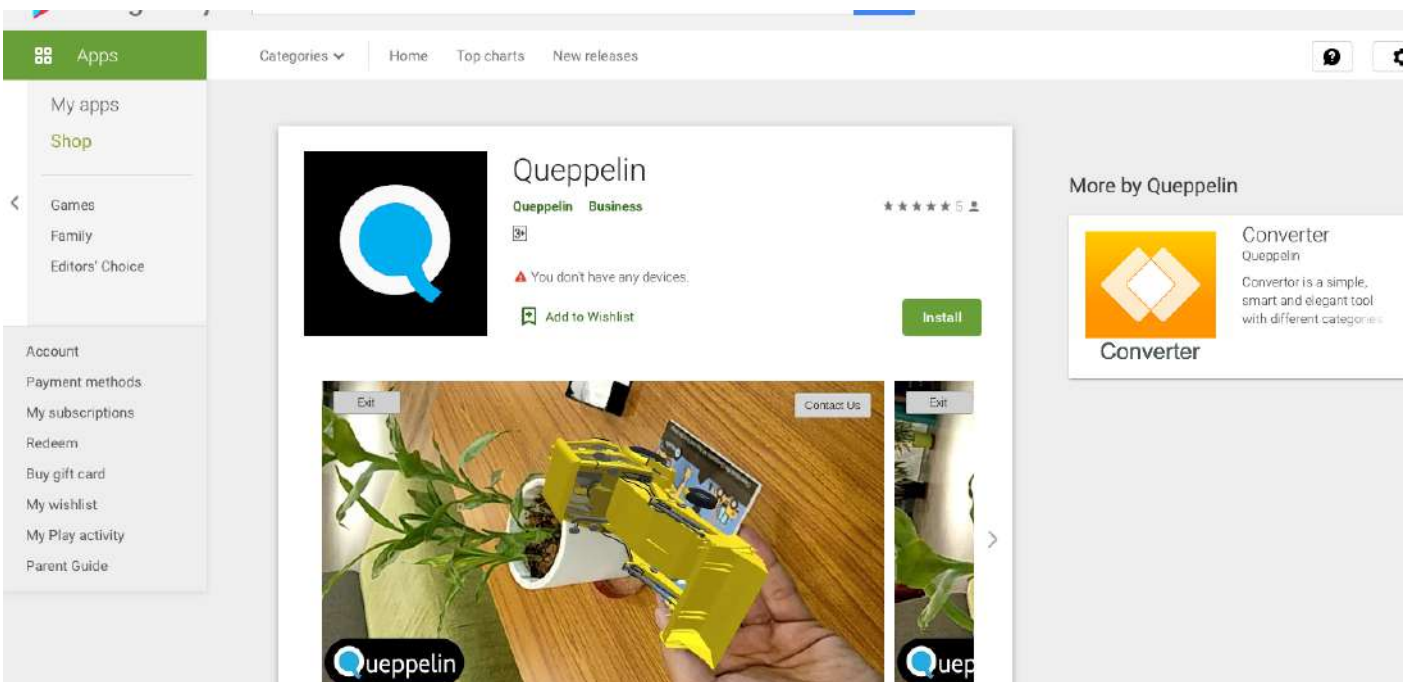 Apps
Categories
Home
Top charts
New releases
My apps
Shop
Games
Family
Editors' Choice
Account
Payment methods
My subscriptions
Redeem
Buy gift card
My wishlist
My Play activity
Parent Guide
Queppelin
Queppelin Business
5
3+
You don't have any devices.
Add to Wishlist
Install
Exit
Contact Us
Exit
Queppelin
Quep
More by Queppelin
Converter
Queppelin
Convertor is a simple,
smart and elegant tool
with different categories
Converter